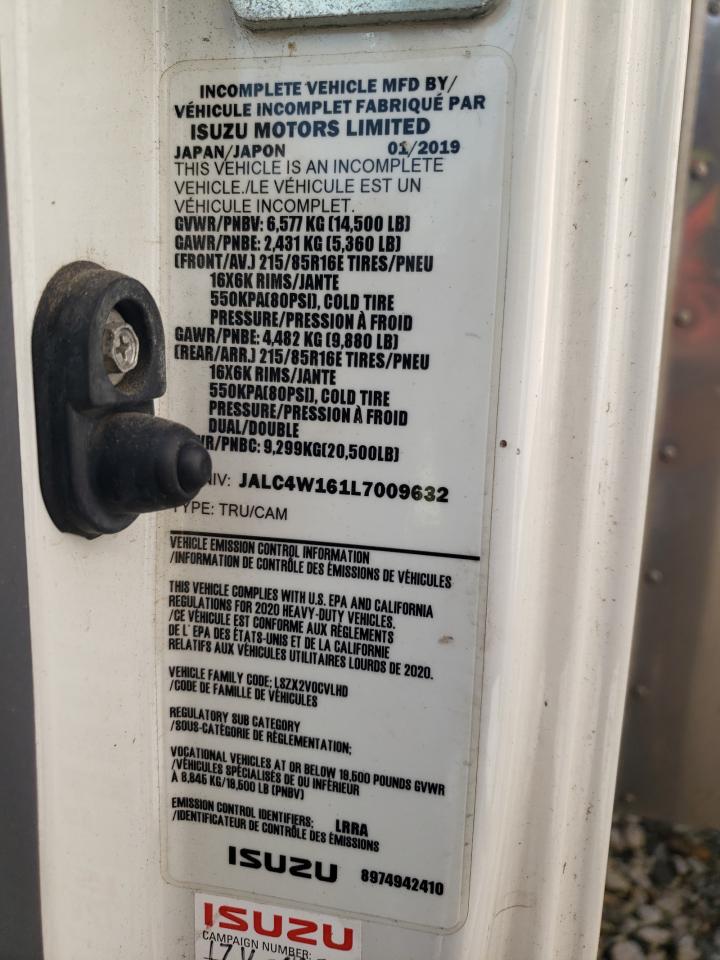 INCOMPLETE VEHICLE MFD BY/
VÉHICULE INCOMPLET FABRIQUÉ PAR
ISUZU MOTORS LIMITED
JAPAN/JAPON 01/2019
THIS VEHICLE IS AN INCOMPLETE
VEHICLE./LE VÉHICULE EST UN
VÉHICULE INCOMPLET.
GVWR/PNBV: 6,577 KG (14,500 LB)
GAWR/PNBE: 2,431 KG (5,360 LB)
(FRONT/AV.) 215/85R16E TIRES/PNEU
16X6K RIMS/JANTE
550KPA(80PSI), COLD TIRE
PRESSURE/PRESSION À FROID
GAWR/PNBE: 4,482 KG (9,880 LB)
(REAR/ARR.) 215/85R16E TIRES/PNEU
16X6K RIMS/JANTE
550KPA(80PSI), COLD TIRE
PRESSURE/PRESSION À FROID
DUAL/DOUBLE
R/PNBC: 9,299KG(20,500LB)
NIV: JALC4W161L7009632
TYPE: TRU/CAM
VEHICLE EMISSION CONTROL INFORMATION
/INFORMATION DE CONTRÔLE DES ÉMISSIONS DE VÉHICULES
THIS VEHICLE COMPLIES WITH U.S. EPA AND CALIFORNIA
REGULATIONS FOR 2020 HEAVY-DUTY VEHICLES.
/CE VÉHICULE EST CONFORME AUX RÈGLEMENTS
DE L'EPA DES ÉTATS-UNIS ET DE LA CALIFORNIE
RELATIFS AUX VÉHICULES UTILITAIRES LOURDS DE 2020.
VEHICLE FAMILY CODE: LSZX2VOCVLHD
/CODE DE FAMILLE DE VÉHICULES
REGULATORY SUB CATEGORY
/SOUS-CATÉGORIE DE RÉGLEMENTATION:
VOCATIONAL VEHICLES AT OR BELOW 19,500 POUNDS GVWR
/VÉHICULES SPÉCIALISÉS DE OU INFÉRIEUR
À 8,845 KG/19,500 LB (PNBV)
EMISSION CONTROL IDENTIFIERS: LRRA
/IDENTIFICATEUR DE CONTRÔLE DES ÉMISSIONS
ISUZU 8974942410
ISUZU
CAMPAIGN NUMBER: